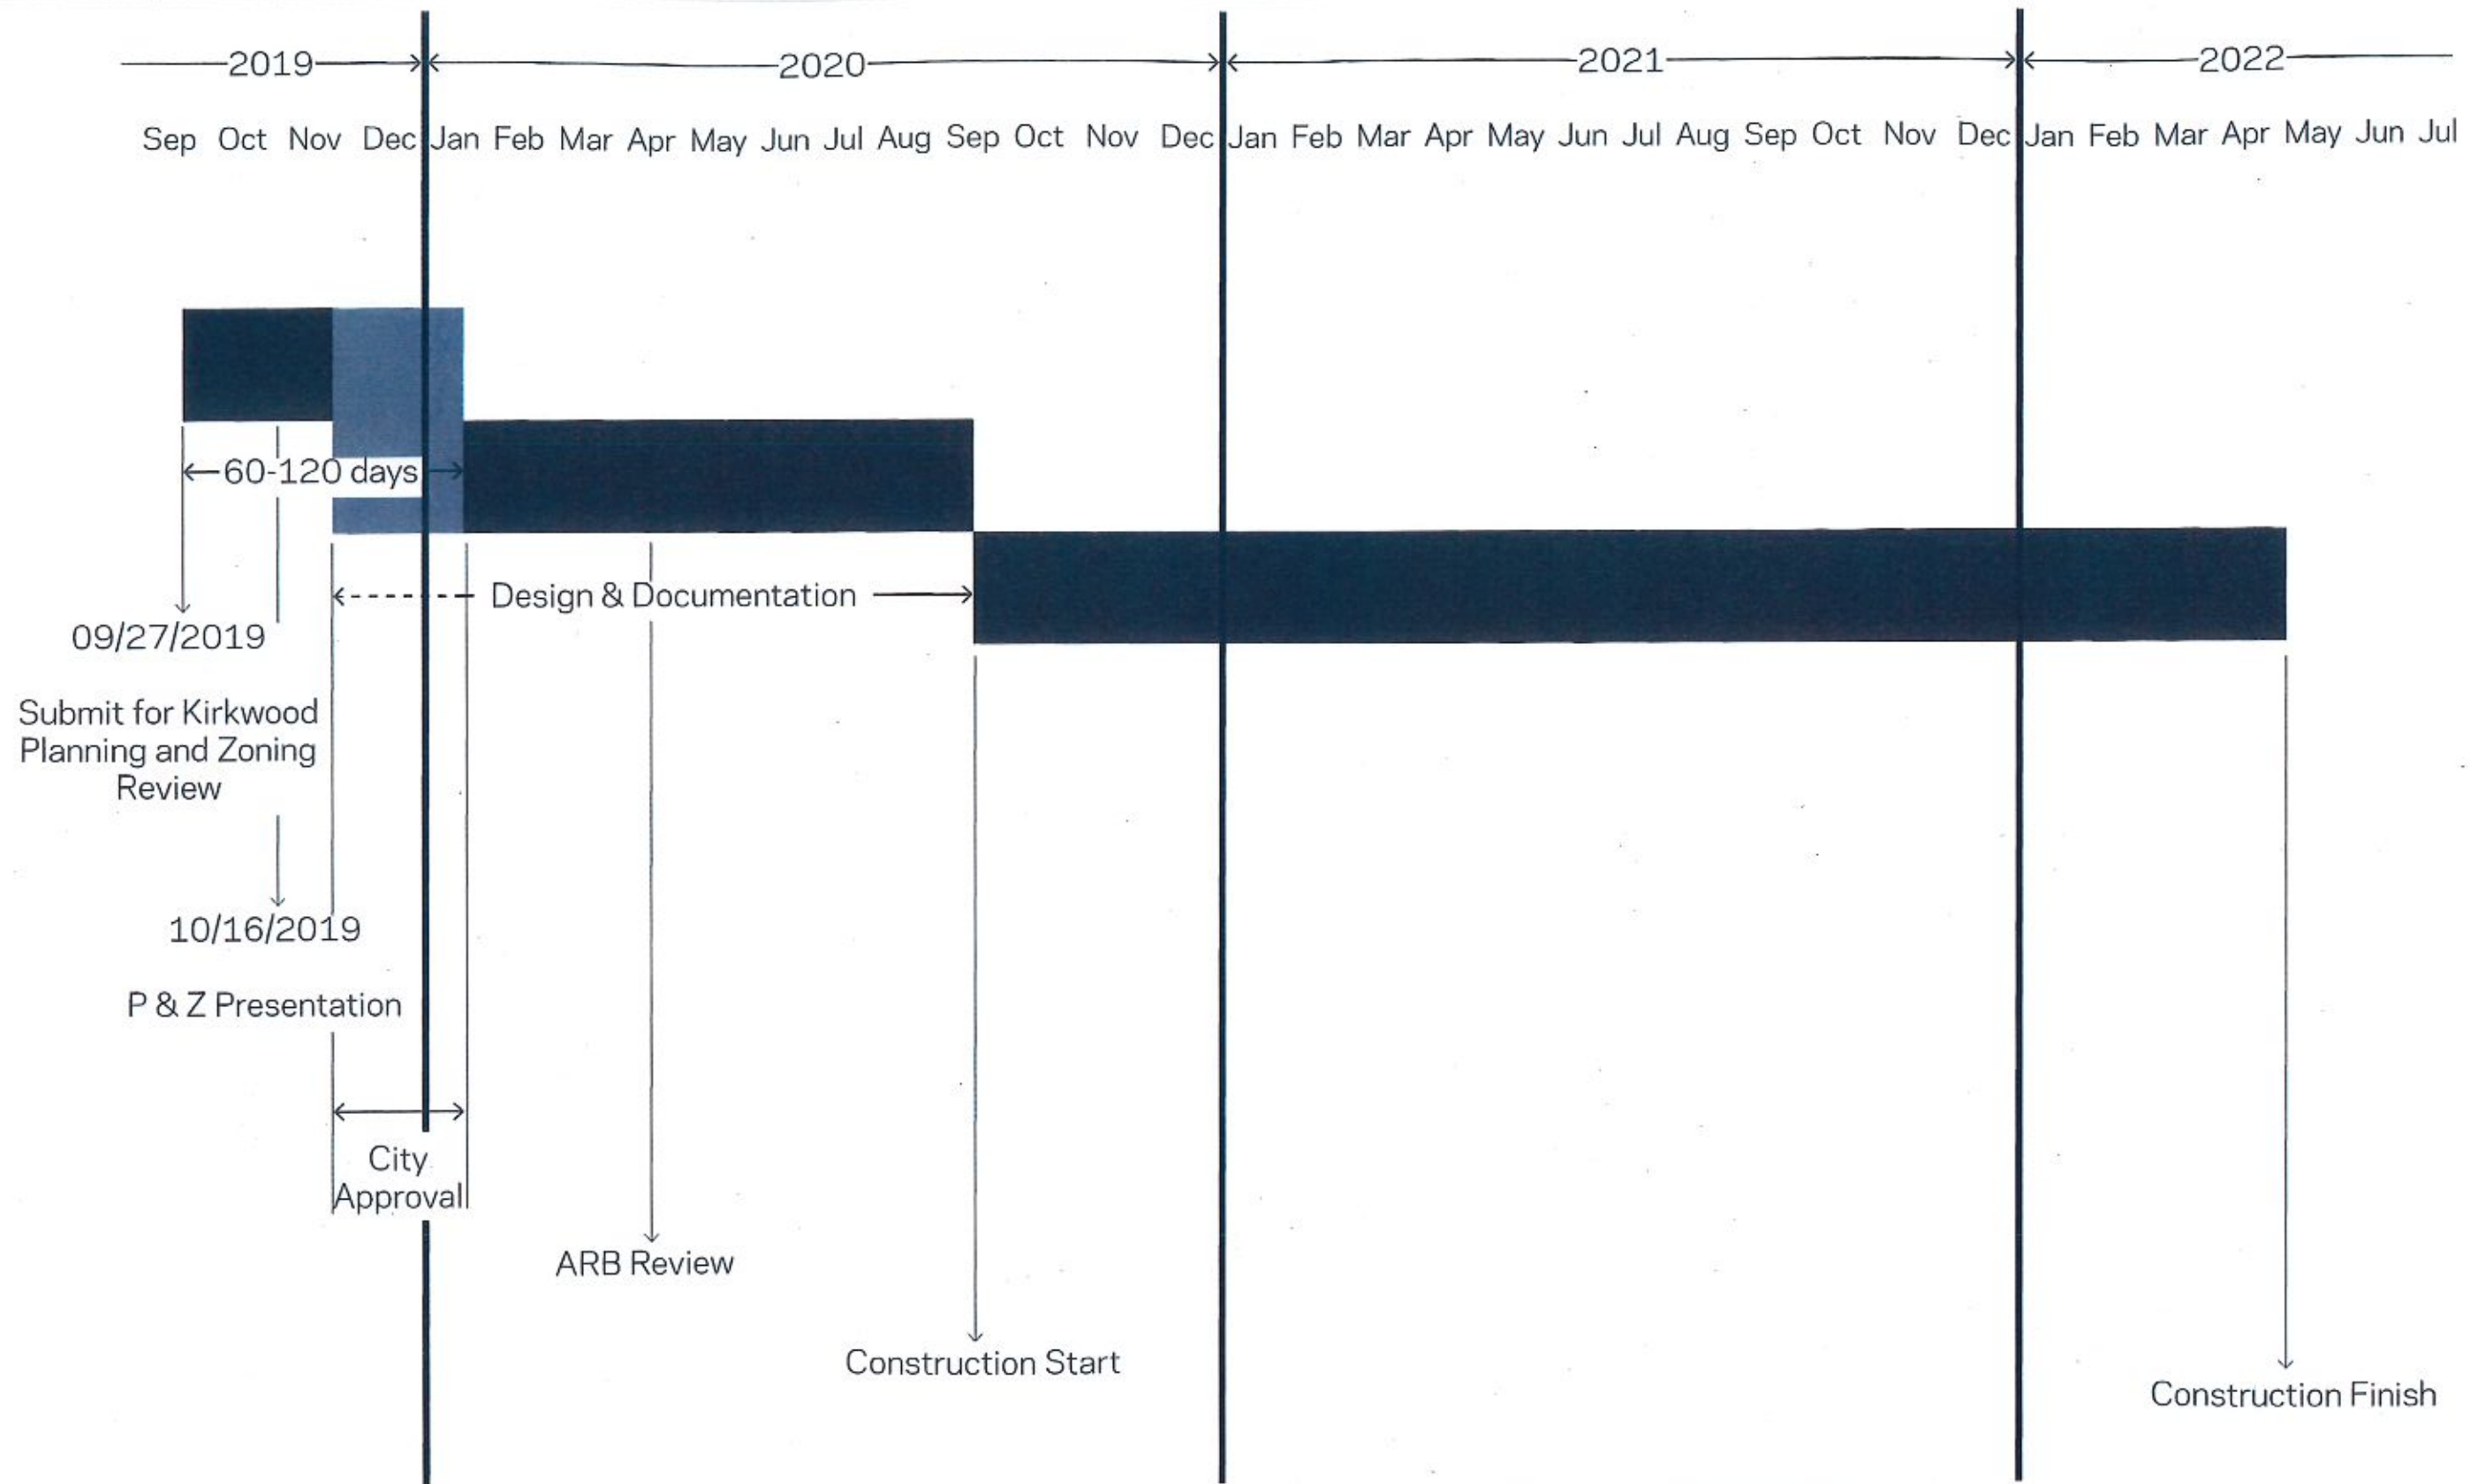 2019 2020 2021 2022
Sep Oct Nov Dec Jan Feb Mar Apr May Jun Jul Aug Sep Oct Nov Dec Jan Feb Mar Apr May Jun Jul Aug Sep Oct Nov Dec Jan Feb Mar Apr May Jun Jul
60-120 days
Design & Documentation
09/27/2019
Submit for Kirkwood
Planning and Zoning
Review
10/16/2019
P & Z Presentation
City
Approval
ARB Review
Construction Start
Construction Finish